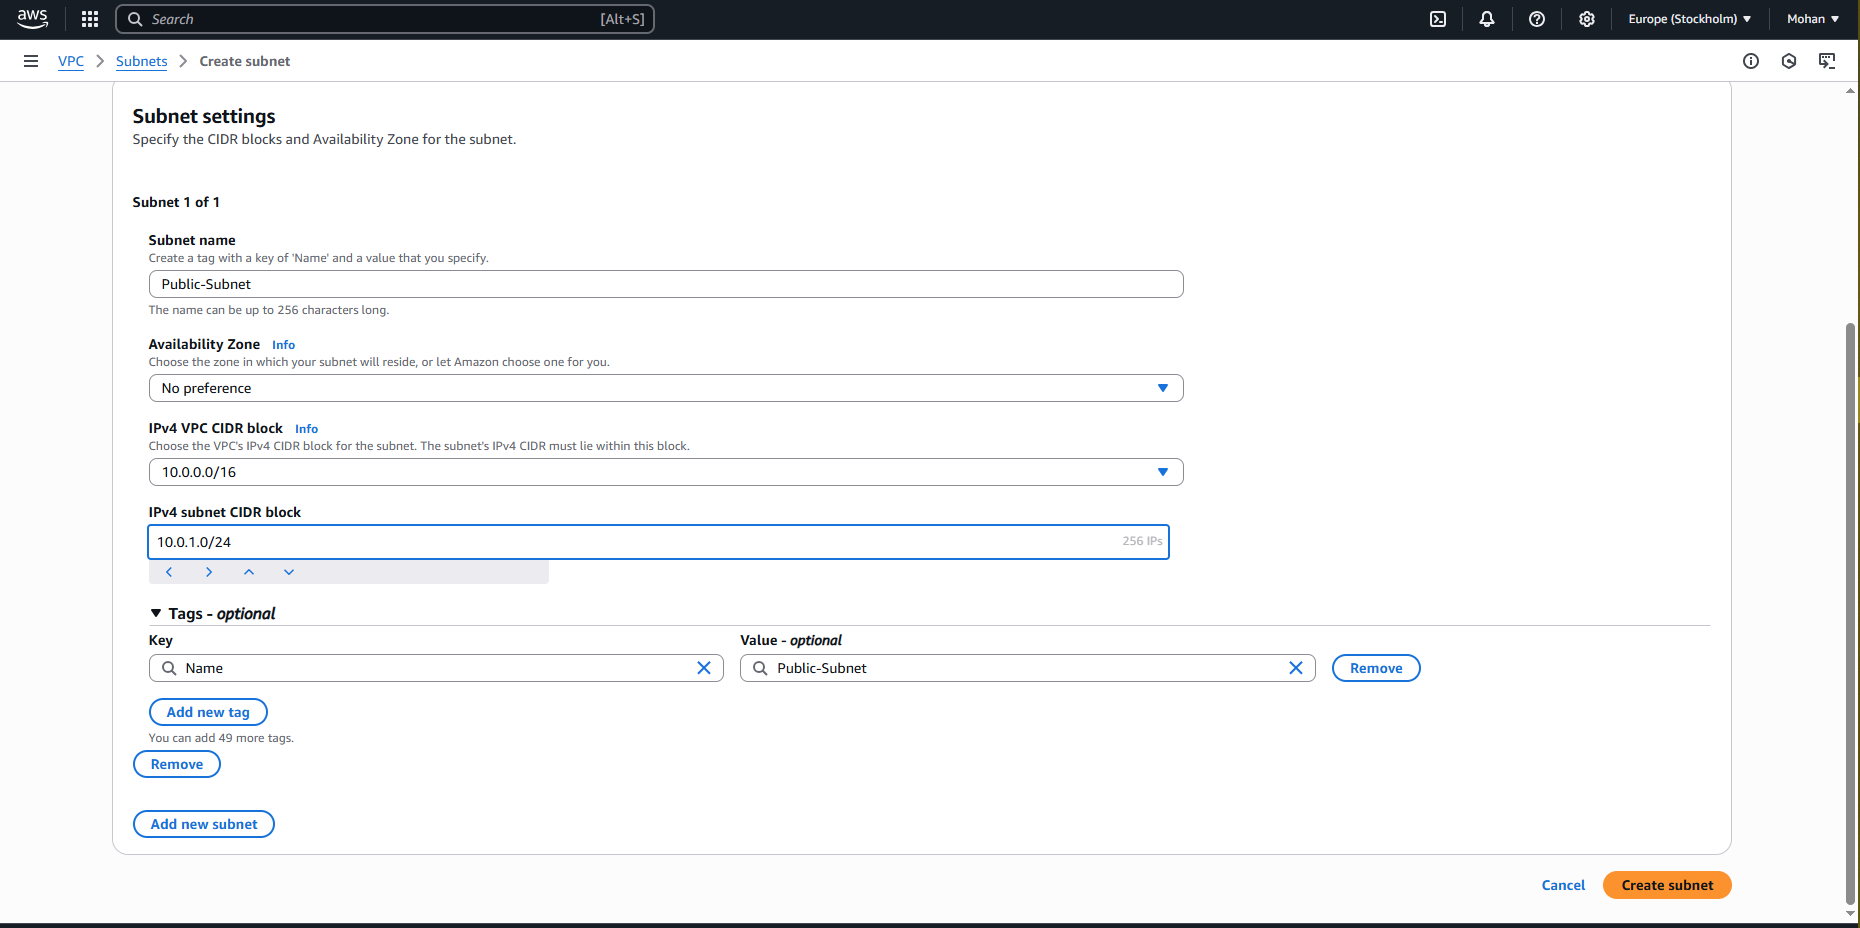 aws Search [Alt+S] Europe (Stockholm) Mohan
VPC Subnets Create subnet
Subnet settings
Specify the CIDR blocks and Availability Zone for the subnet.
Subnet 1 of 1
Subnet name
Create a tag with a key of 'Name' and a value that you specify.
Public-Subnet
The name can be up to 256 characters long.
Availability Zone Info
Choose the zone in which your subnet will reside, or let Amazon choose one for you.
No preference
IPv4 VPC CIDR block Info
Choose the VPC's IPv4 CIDR block for the subnet. The subnet's IPv4 CIDR must lie within this block.
10.0.0.0/16
IPv4 subnet CIDR block
10.0.1.0/24 256 IPs
Tags - optional
Key Value - optional
Name Public-Subnet Remove
Add new tag
You can add 49 more tags.
Remove
Add new subnet
Cancel Create subnet